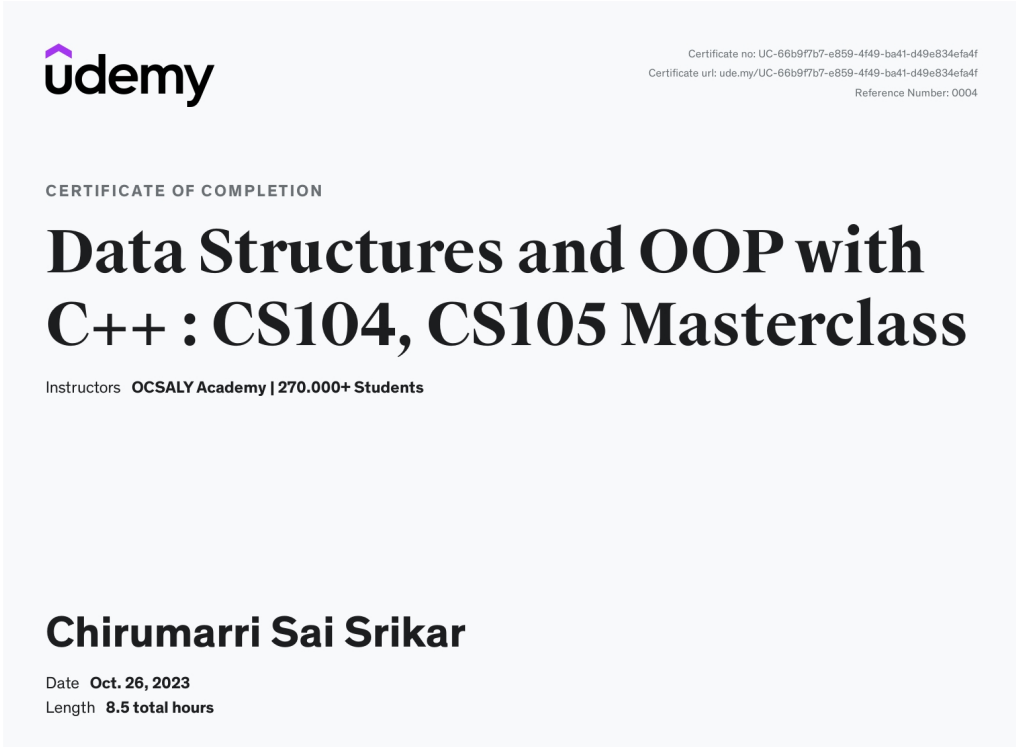 udemy
Certificate no: UC-66b9f7b7-e859-4f49-ba41-d49e834efa4f
Certificate url: ude.my/UC-66b9f7b7-e859-4f49-ba41-d49e834efa4f
Reference Number: 0004
CERTIFICATE OF COMPLETION
Data Structures and OOP with
C++ : CS104, CS105 Masterclass
Instructors OCSALY Academy | 270.000+ Students
Chirumarri Sai Srikar
Date Oct. 26, 2023
Length 8.5 total hours